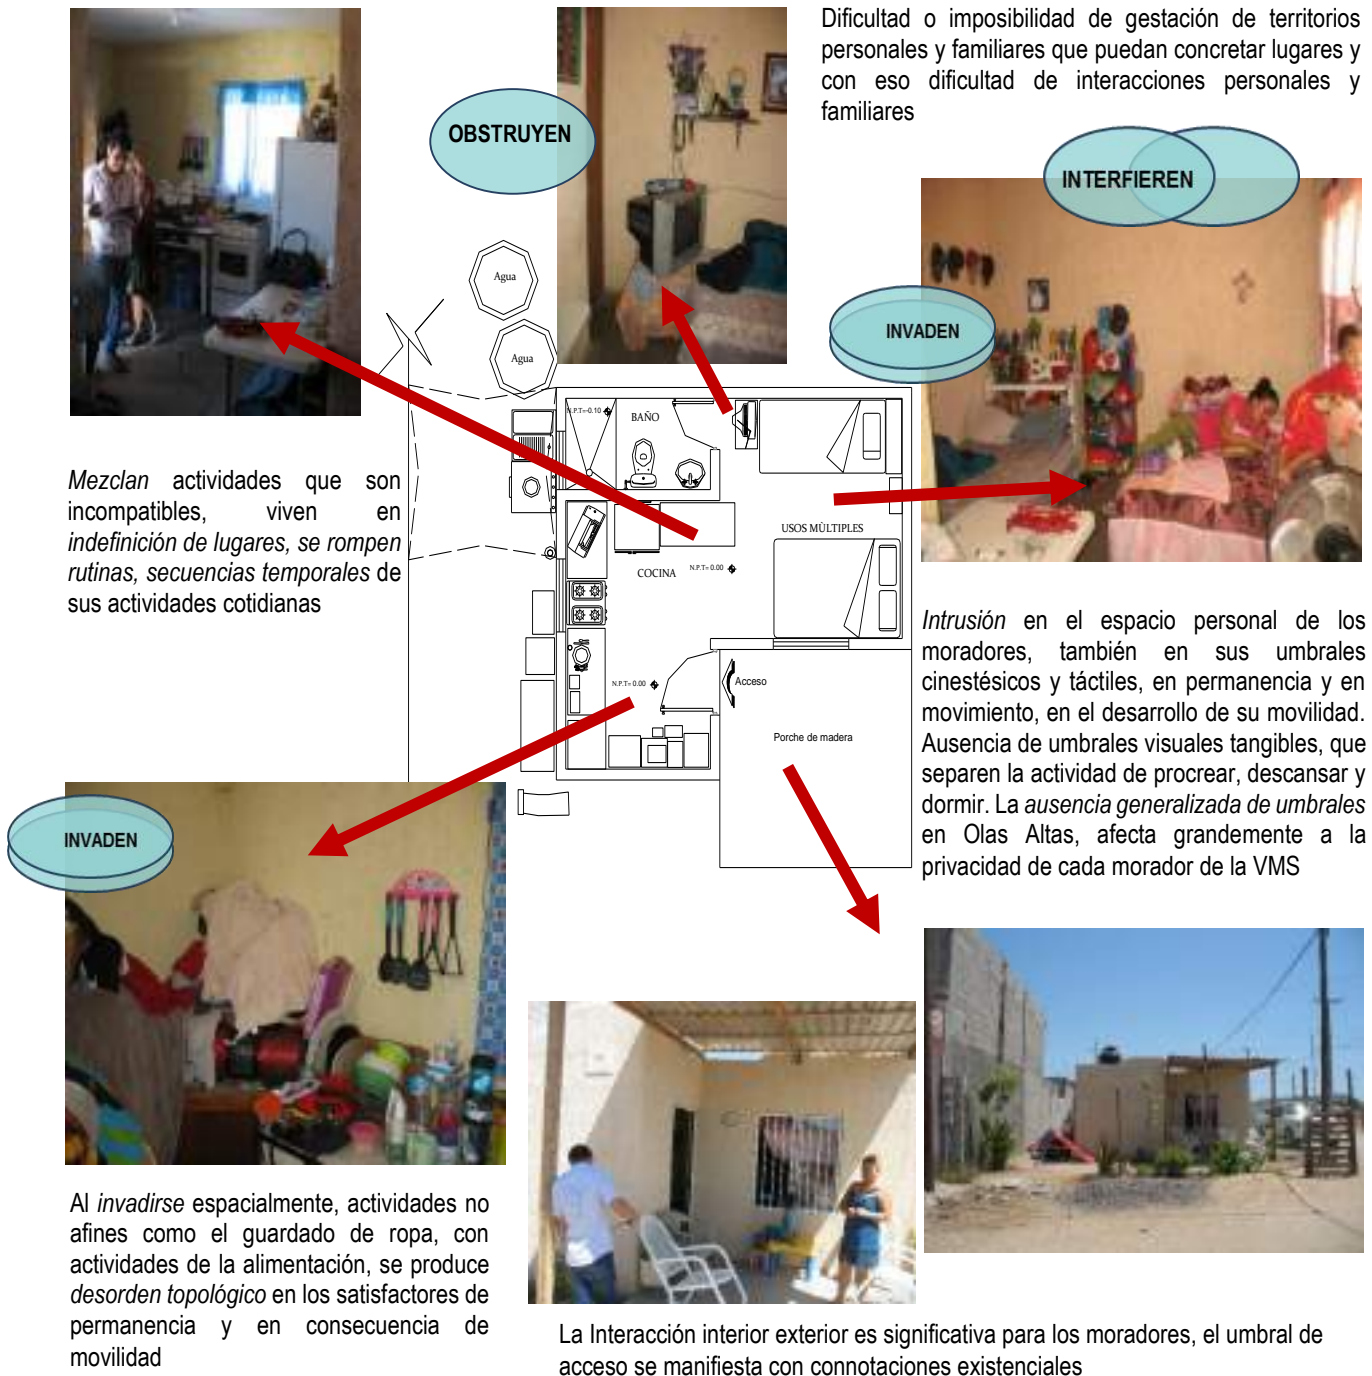 Dificultad o imposibilidad de gestación de territorios
personales y familiares que puedan concretar lugares y
con eso dificultad de interacciones personales y
familiares
OBSTRUYEN
INTERFIEREN
INVADEN
Agua
Agua
N.P.T=-0.10
BAÑO
USOS MÙLTIPLES
COCINA
N.P.T= 0.00
N.P.T= 0.00
Acceso
Porche de madera
Mezclan actividades que son
incompatibles, viven en
indefinición de lugares, se rompen
rutinas, secuencias temporales de
sus actividades cotidianas
Intrusión en el espacio personal de los
moradores, también en sus umbrales
cinestésicos y táctiles, en permanencia y en
movimiento, en el desarrollo de su movilidad.
Ausencia de umbrales visuales tangibles, que
separen la actividad de procrear, descansar y
dormir. La ausencia generalizada de umbrales
en Olas Altas, afecta grandemente a la
privacidad de cada morador de la VMS
INVADEN
Al invadirse espacialmente, actividades no
afines como el guardado de ropa, con
actividades de la alimentación, se produce
desorden topológico en los satisfactores de
permanencia y en consecuencia de
movilidad
La Interacción interior exterior es significativa para los moradores, el umbral de
acceso se manifiesta con connotaciones existenciales